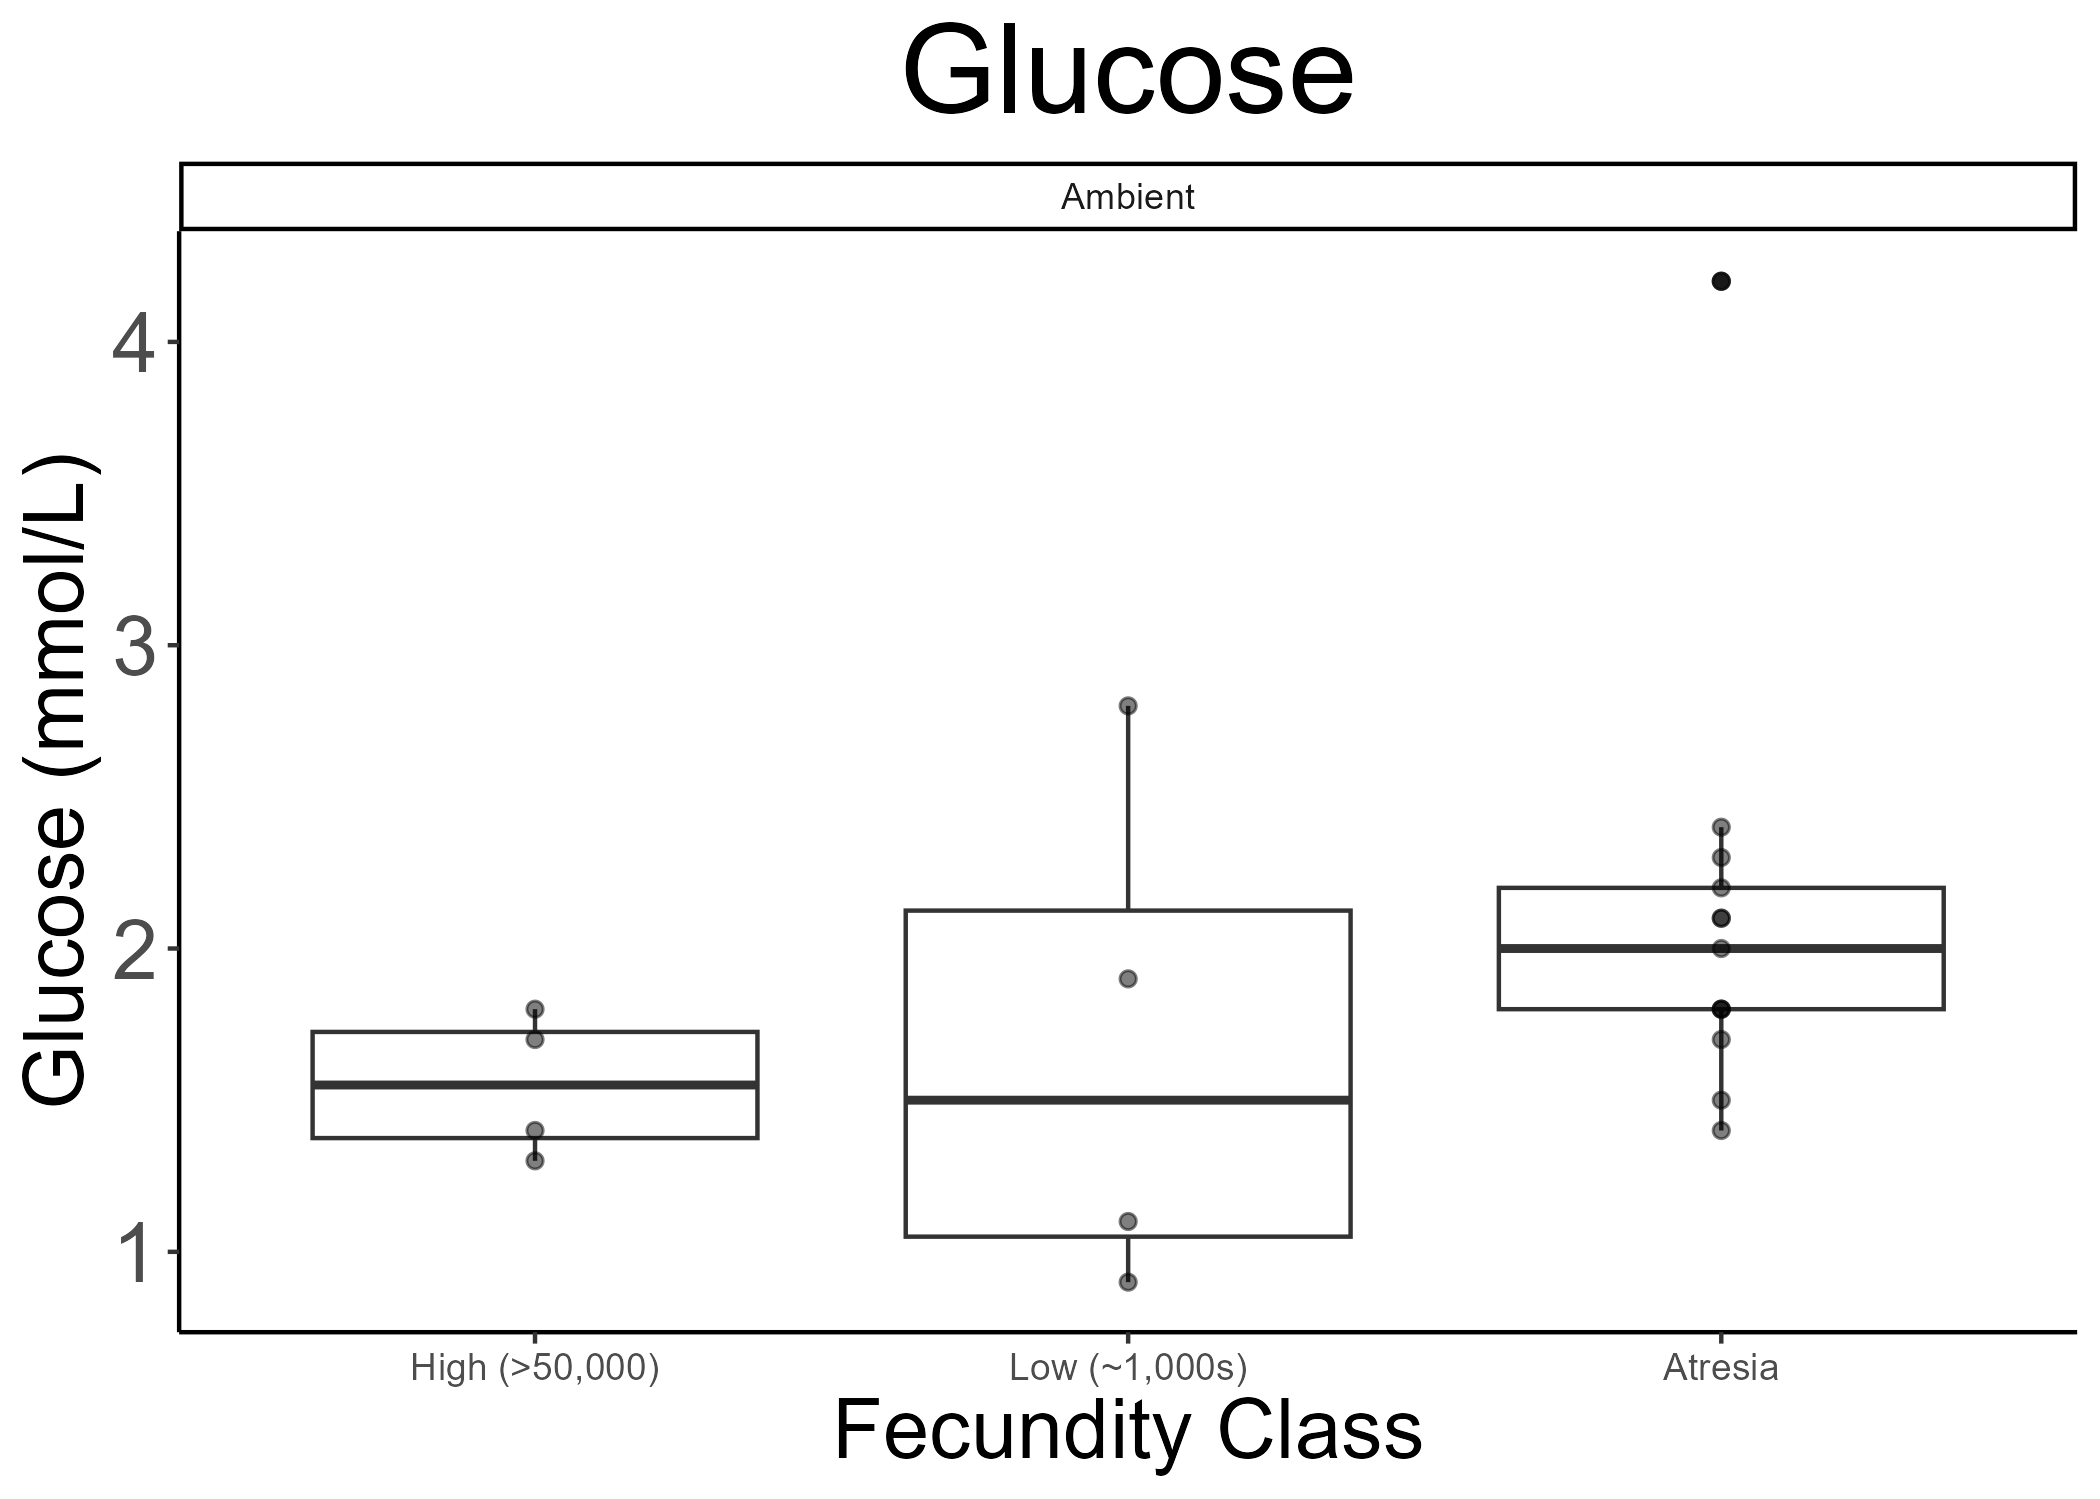 Glucose
Ambient
Glucose (mmol/L)
4
3
2
1
High (>50,000)
Low (~1,000s)
Atresia
Fecundity Class